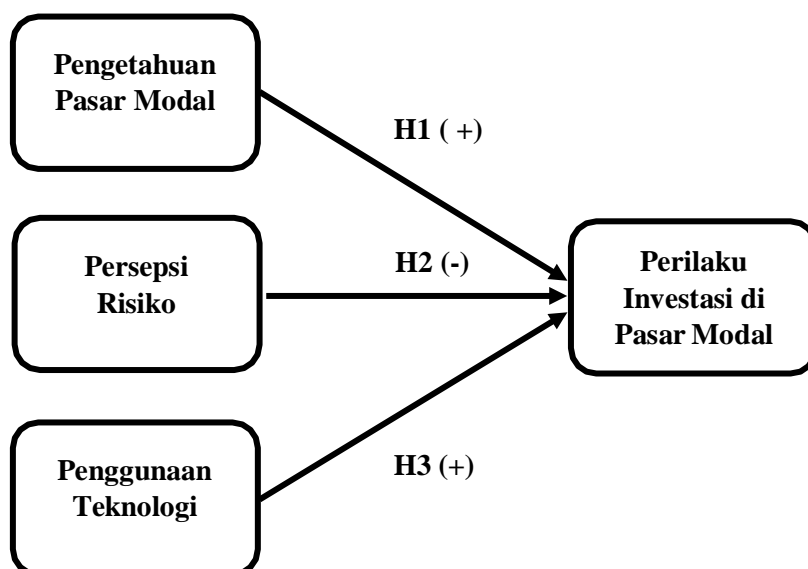 Pengetahuan
Pasar Modal
H1 ( +)
Persepsi
Risiko
H2 (-)
Perilaku
Investasi di
Pasar Modal
Penggunaan
Teknologi
H3 (+)